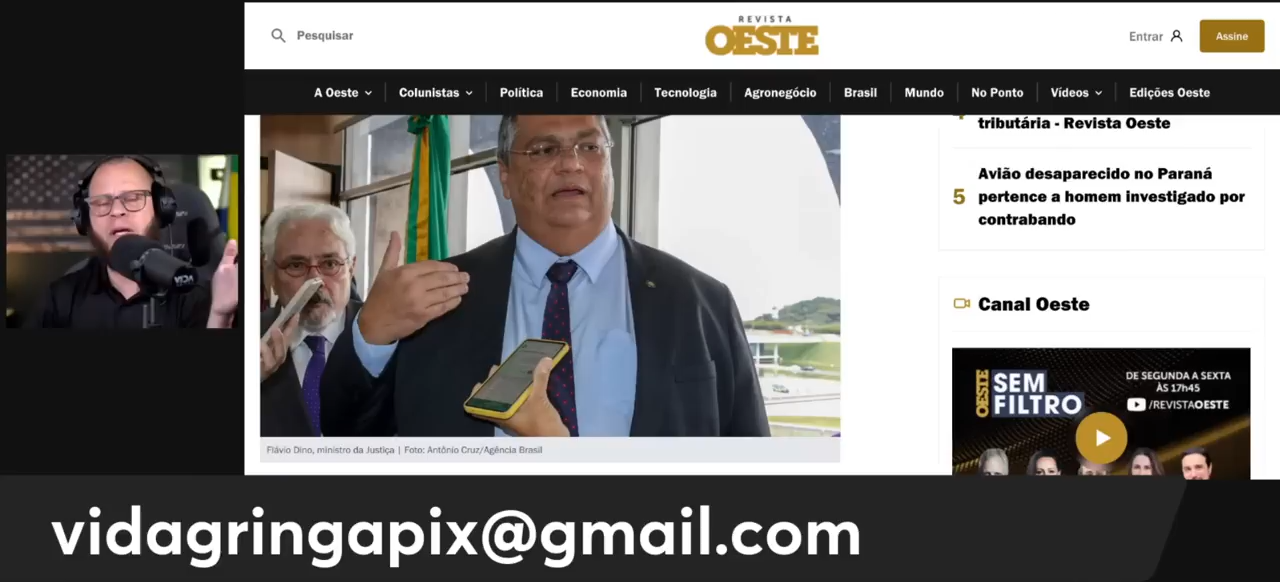 Pesquisar
REVISTA
OESTE
Entrar
Assine
A Oeste
Colunistas
Política
Economia
Tecnologia
Agronegócio
Brasil
Mundo
No Ponto
Vídeos
Edições Oeste
tributária - Revista Oeste
5
Avião desaparecido no Paraná
pertence a homem investigado por
contrabando
Canal Oeste
OESTE
SEM
FILTRO
DE SEGUNDA A SEXTA
ÀS 17h45
/REVISTAOESTE
Flávio Dino, ministro da Justiça | Foto: Antônio Cruz/Agência Brasil
VIDA
vidagringapix@gmail.com